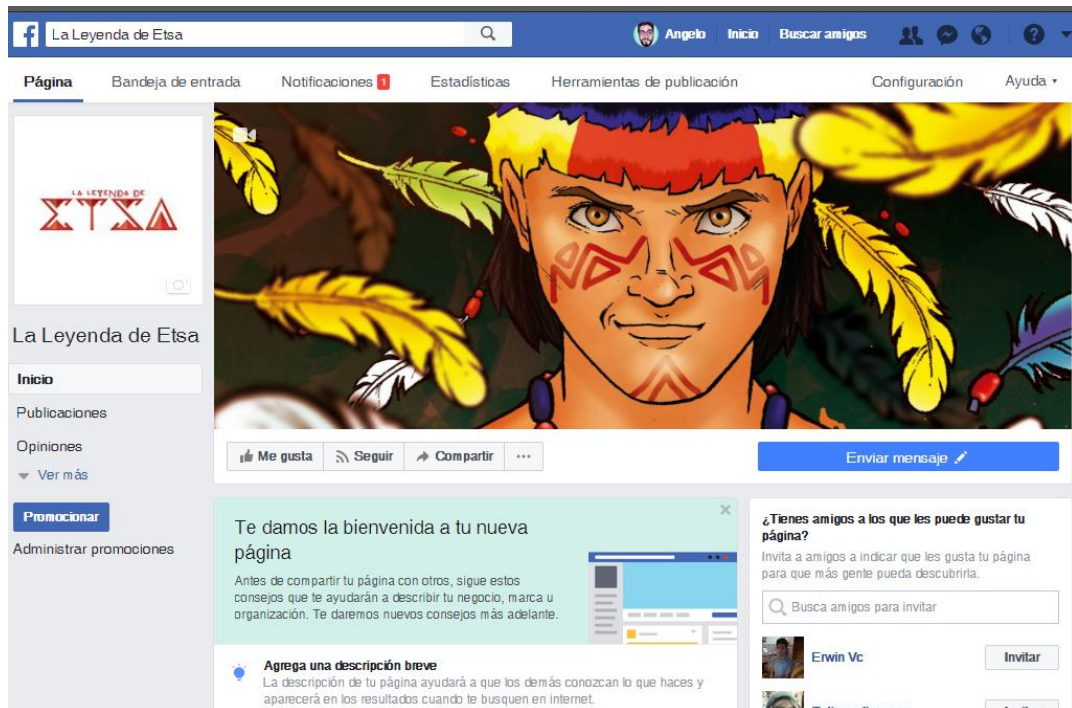 La Leyenda de Etsa
Angelo Inicio Buscar amigos
Página Bandeja de entrada Notificaciones 1 Estadísticas Herramientas de publicación Configuración Ayuda
LA LEYENDA DE
ETSA
La Leyenda de Etsa
Inicio
Publicaciones
Opiniones
Ver más
Promocionar
Administrar promociones
Me gusta Seguir Compartir ...
Enviar mensaje
Te damos la bienvenida a tu nueva
página
Antes de compartir tu página con otros, sigue estos
consejos que te ayudarán a describir tu negocio, marca u
organización. Te daremos nuevos consejos más adelante.
Agrega una descripción breve
La descripción de tu página ayudará a que los demás conozcan lo que haces y
aparecerá en los resultados cuando te busquen en internet.
¿Tienes amigos a los que les puede gustar tu
página?
Invita a amigos a indicar que les gusta tu página
para que más gente pueda descubrirla.
Busca amigos para invitar
Erwin Vc Invitar